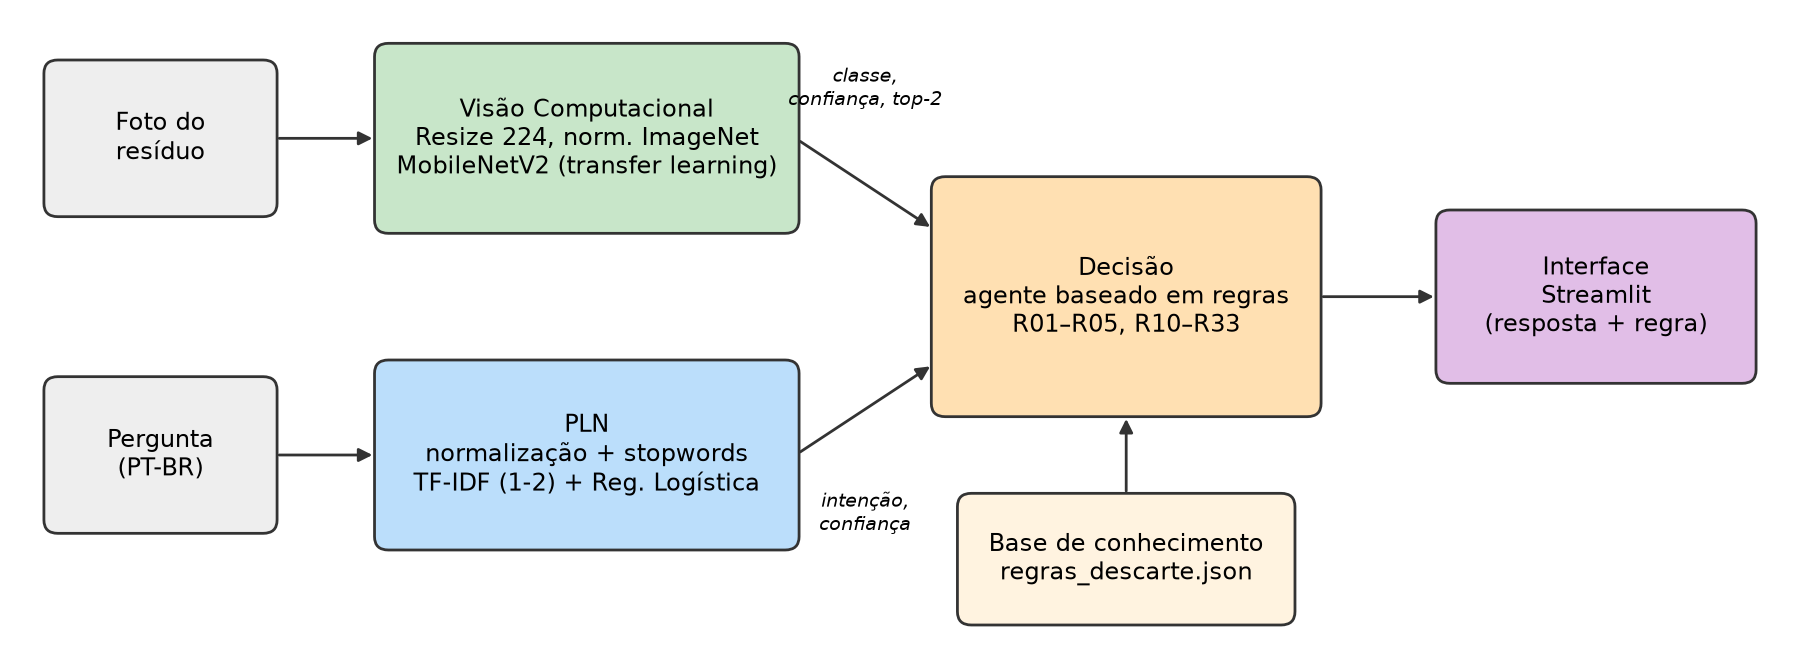 Foto do
resíduo
Visão Computacional
Resize 224, norm. ImageNet
MobileNetV2 (transfer learning)
classe,
confiança, top-2
Pergunta
(PT-BR)
PLN
normalização + stopwords
TF-IDF (1-2) + Reg. Logística
intenção,
confiança
Decisão
agente baseado em regras
R01–R05, R10–R33
Base de conhecimento
regras_descarte.json
Interface
Streamlit
(resposta + regra)